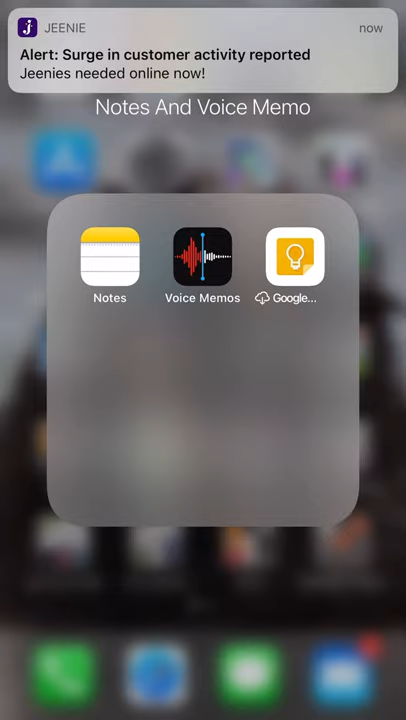 JEENIE
now
Alert: Surge in customer activity reported
Jeenies needed online now!
Notes And Voice Memo
Notes
Voice Memos
Google...